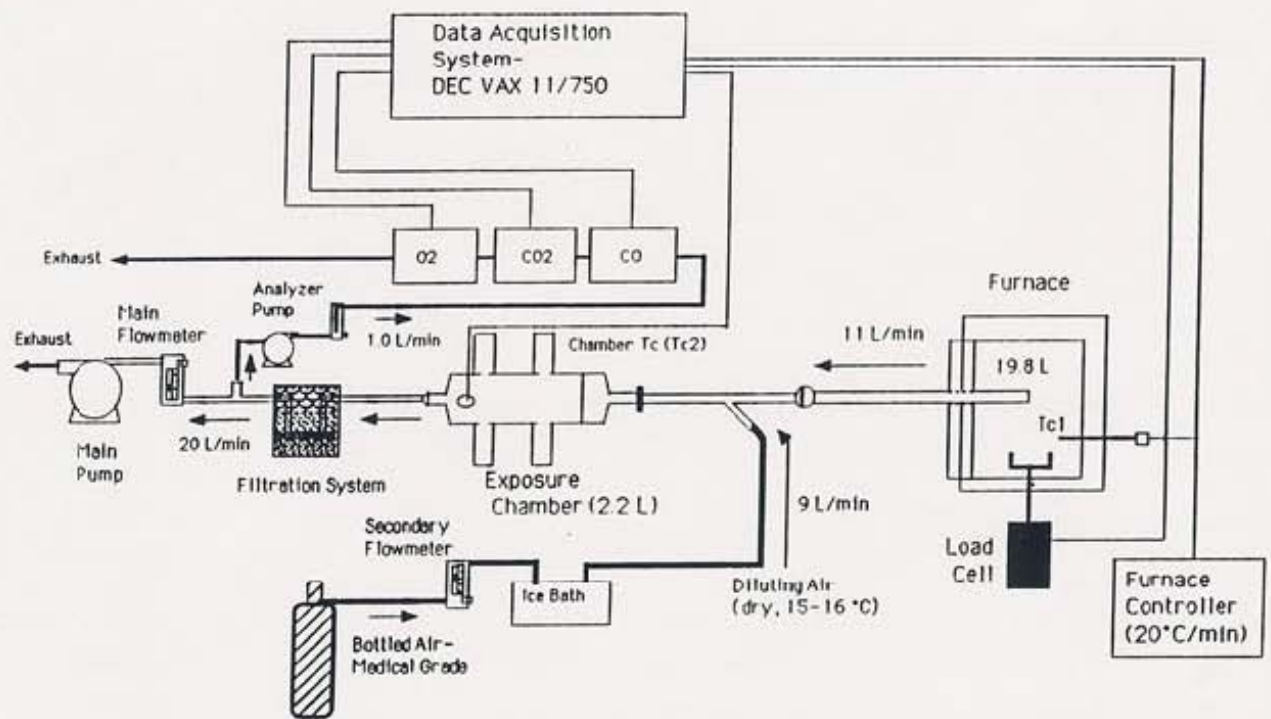 Data Acquisition
System-
DEC VAX 11/750
O2
CO2
CO
Exhaust
Analyzer
Pump
Main
Flowmeter
1.0 L/min
Chamber Tc (Tc2)
Furnace
11 L/min
19.8 L
Exhaust
Tc1
20 L/min
Main
Pump
Filtration System
Exposure
Chamber (2.2 L)
9 L/min
Secondary
Flowmeter
Load
Cell
Ice Bath
Diluting Air
(dry, 15-16 °C)
Furnace
Controller
(20°C/min)
Bottled Air-
Medical Grade